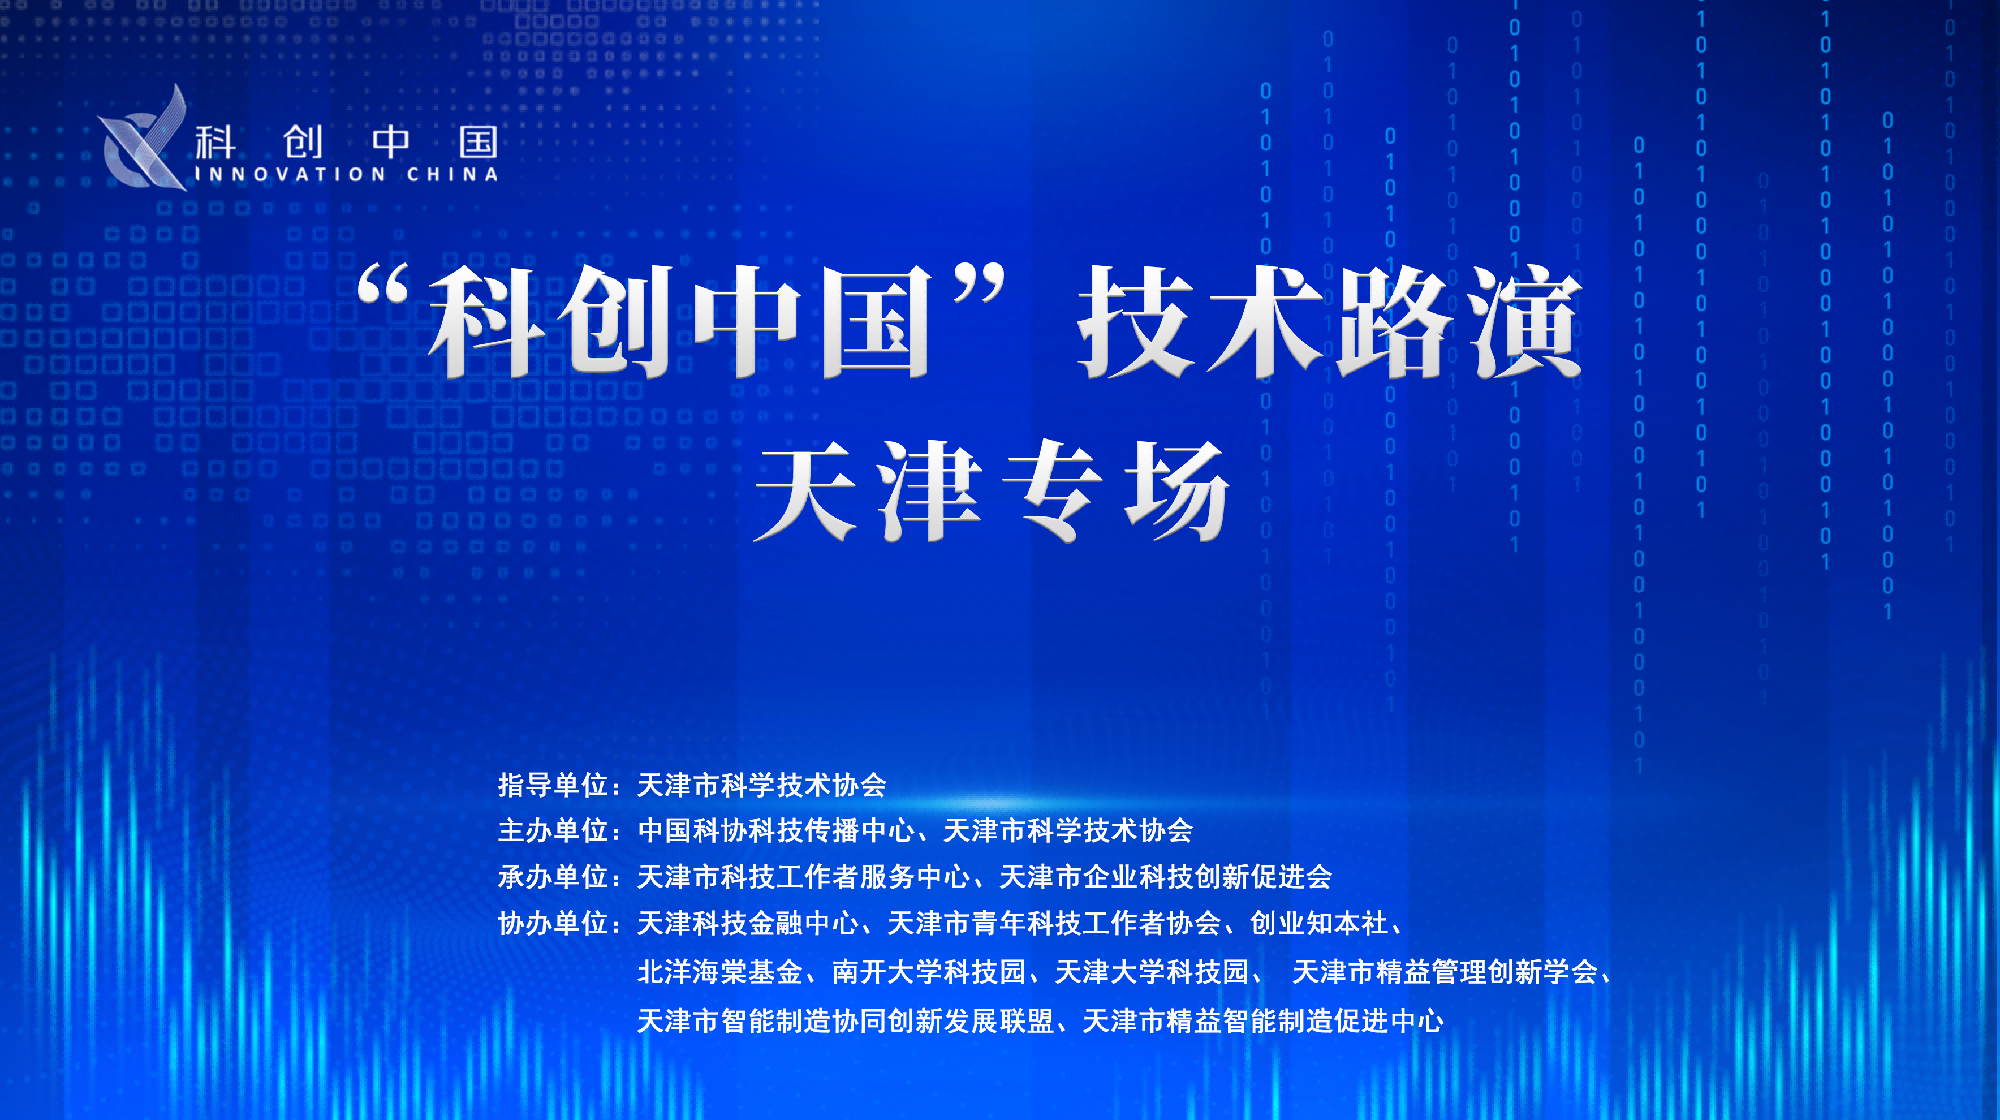 科创中国
INNOVATION CHINA
“科创中国”技术路演
天津专场
指导单位：天津市科学技术协会
主办单位：中国科协科技传播中心、天津市科学技术协会
承办单位：天津市科技工作者服务中心、天津市企业科技创新促进会
协办单位：天津科技金融中心、天津市青年科技工作者协会、创业知本社、
北洋海棠基金、南开大学科技园、天津大学科技园、 天津市精益管理创新学会、
天津市智能制造协同创新发展联盟、天津市精益智能制造促进中心